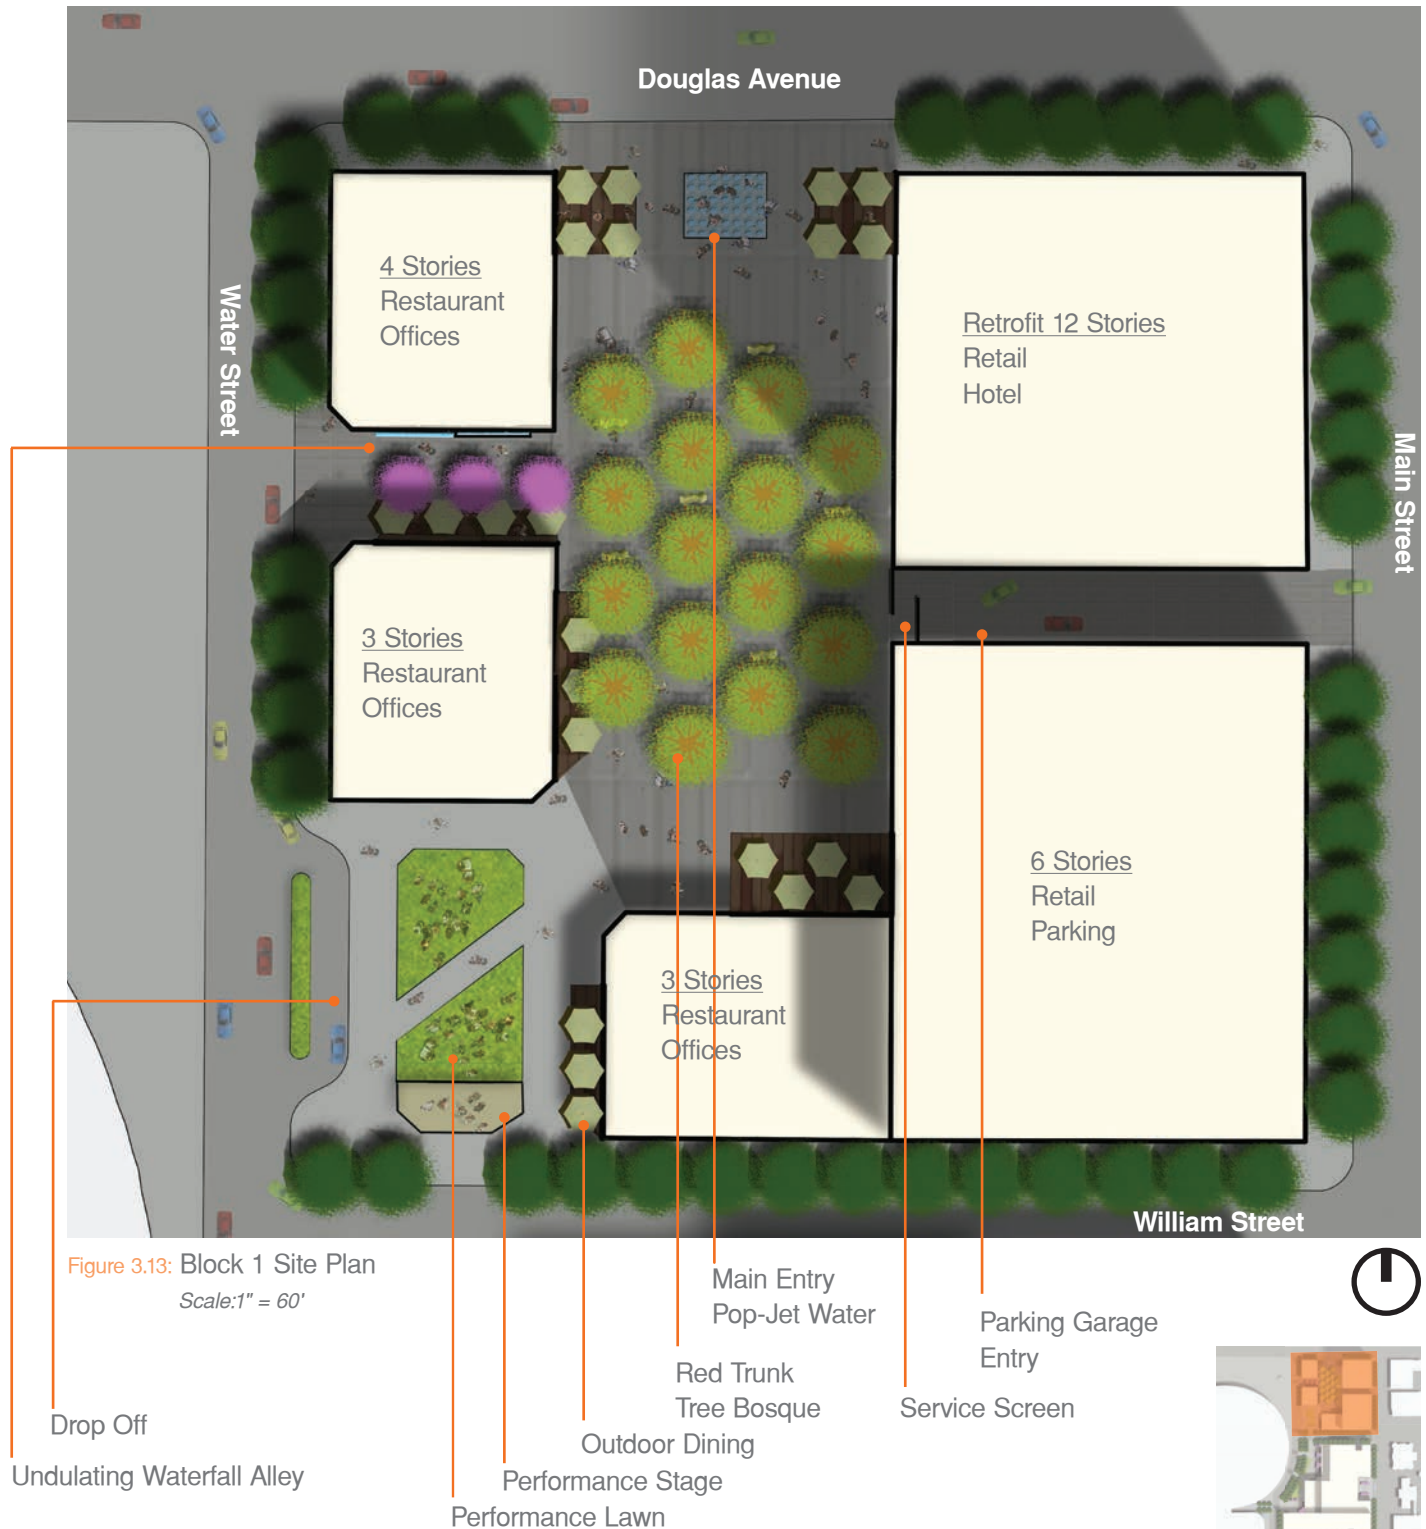 Douglas Avenue
4 Stories
Restaurant
Offices
Retrofit 12 Stories
Retail
Hotel
Water Street
Main Street
3 Stories
Restaurant
Offices
6 Stories
Retail
Parking
3 Stories
Restaurant
Offices
William Street
Figure 3.13: Block 1 Site Plan
Scale:1" = 60'
Main Entry
Pop-Jet Water
Parking Garage
Entry
Red Trunk
Tree Bosque
Service Screen
Drop Off
Outdoor Dining
Undulating Waterfall Alley
Performance Stage
Performance Lawn